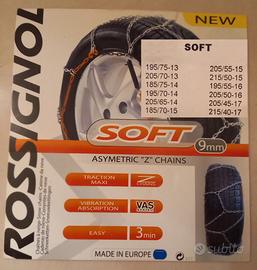 NEW
SOFT
195/75-13 205/55-15
205/70-13 215/50-15
185/75-14 195/55-16
195/70-14 205/50-16
205/65-14 205/45-17
185/70-15 215/40-17
ROSSIGNOL
SOFT
9mm
ASYMETRIC "Z" CHAINS
TRACTION
MAXI
VIBRATION
ABSORPTION
VAS
EASY
3 min
MADE IN EUROPE
subito